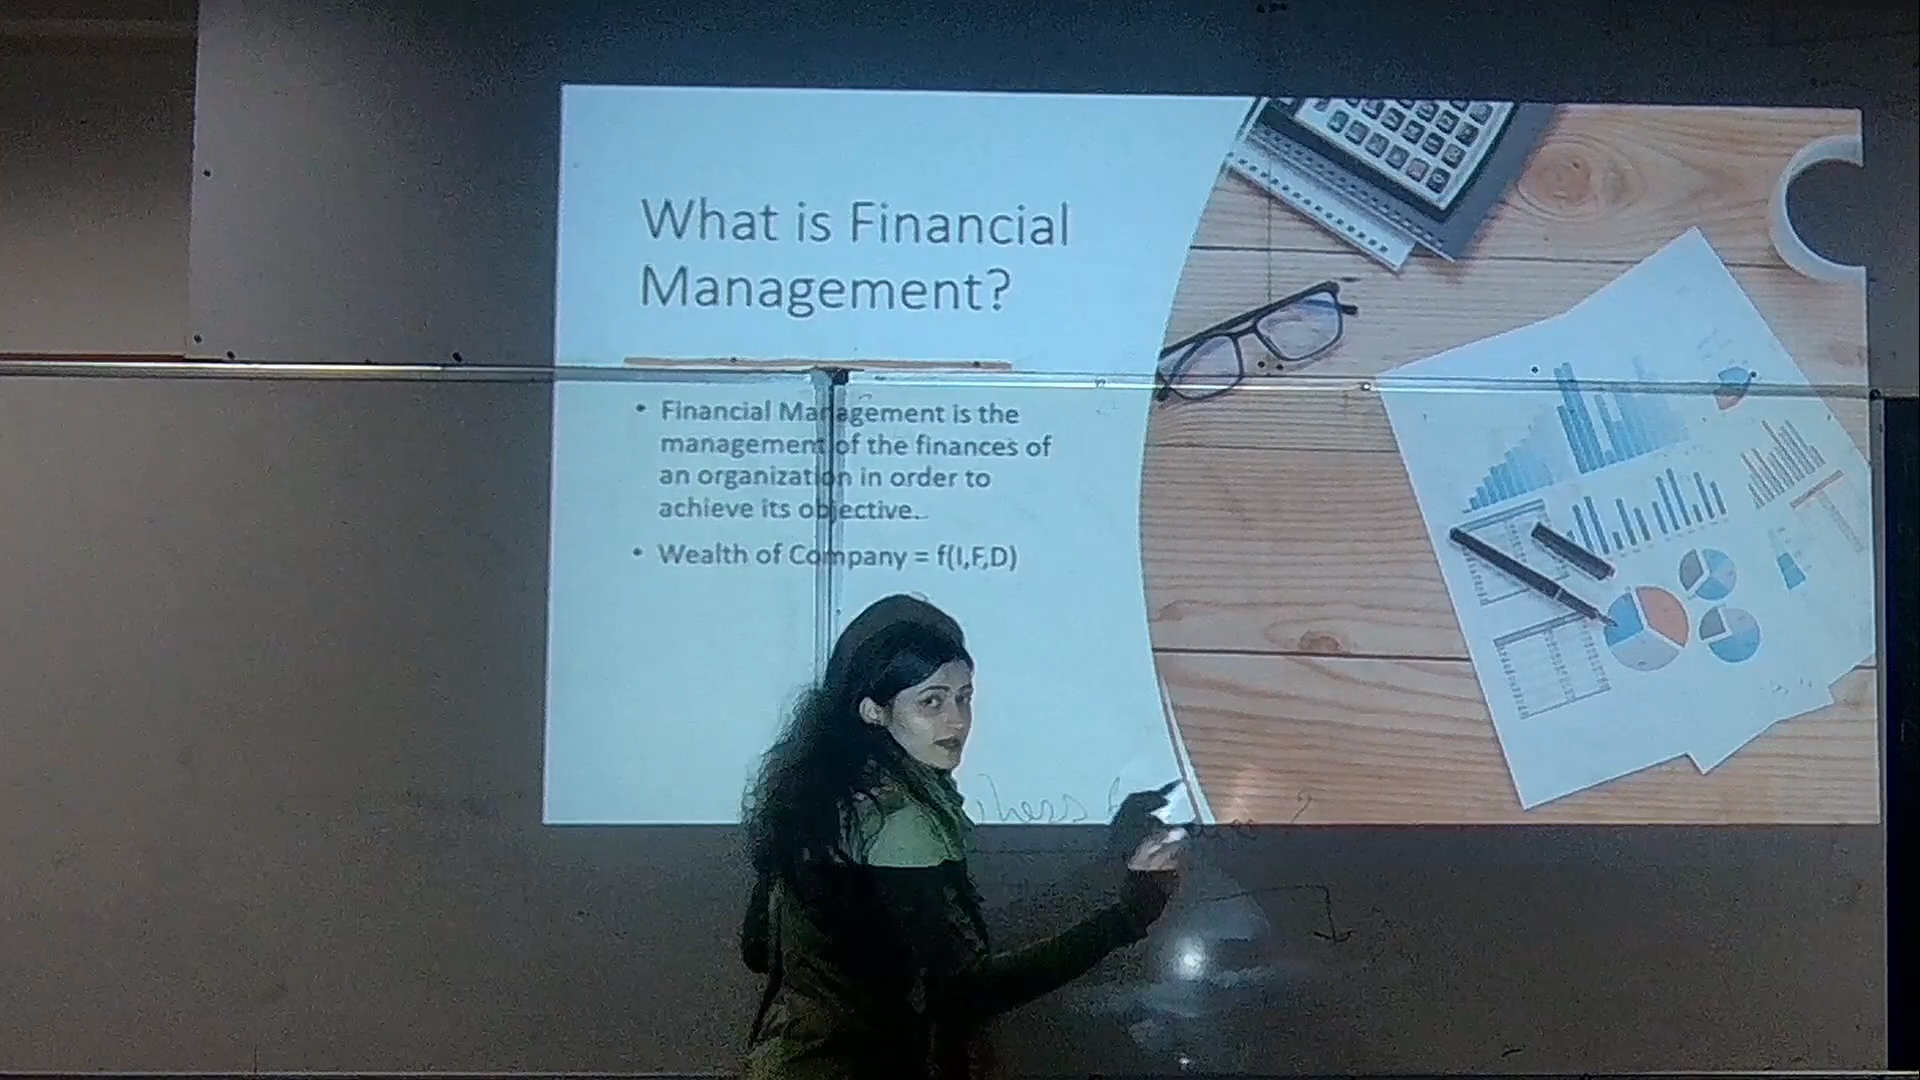 What is Financial
Management?
• Financial Management is the
management of the finances of
an organization in order to
achieve its objective.
• Wealth of Company = f(I,F,D)